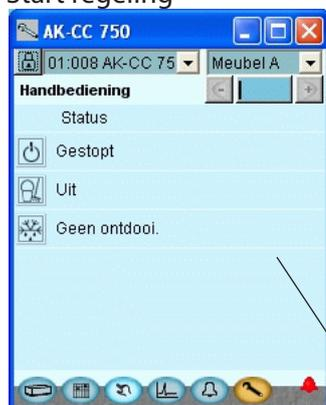 Start regeling
AK-CC 750
01:008 AK-CC 75 Meubel A
Handbediening
Status
Gestopt
Uit
Geen ontdooi.